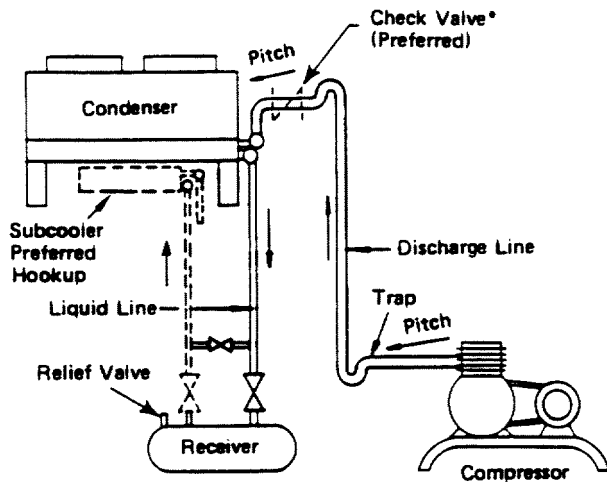 Check Valve*
(Preferred)
Pitch
Condenser
Subcooler
Preferred
Hookup
Discharge Line
Trap
Liquid Line
Pitch
Relief Valve
Receiver
Compressor